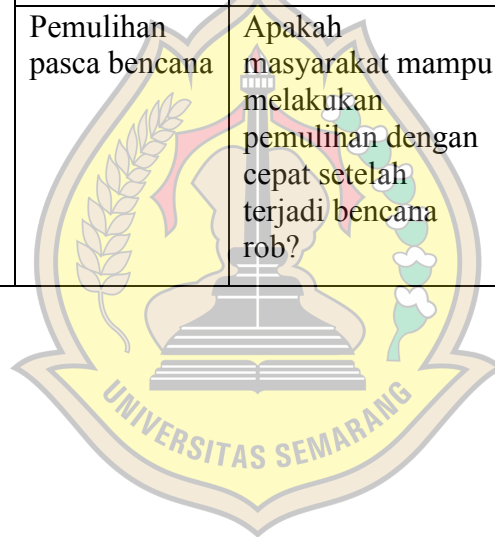 Pemulihan
pasca bencana
Apakah
masyarakat mampu
melakukan
pemulihan dengan
cepat setelah
terjadi bencana
rob?
UNIVERSITAS SEMARANG